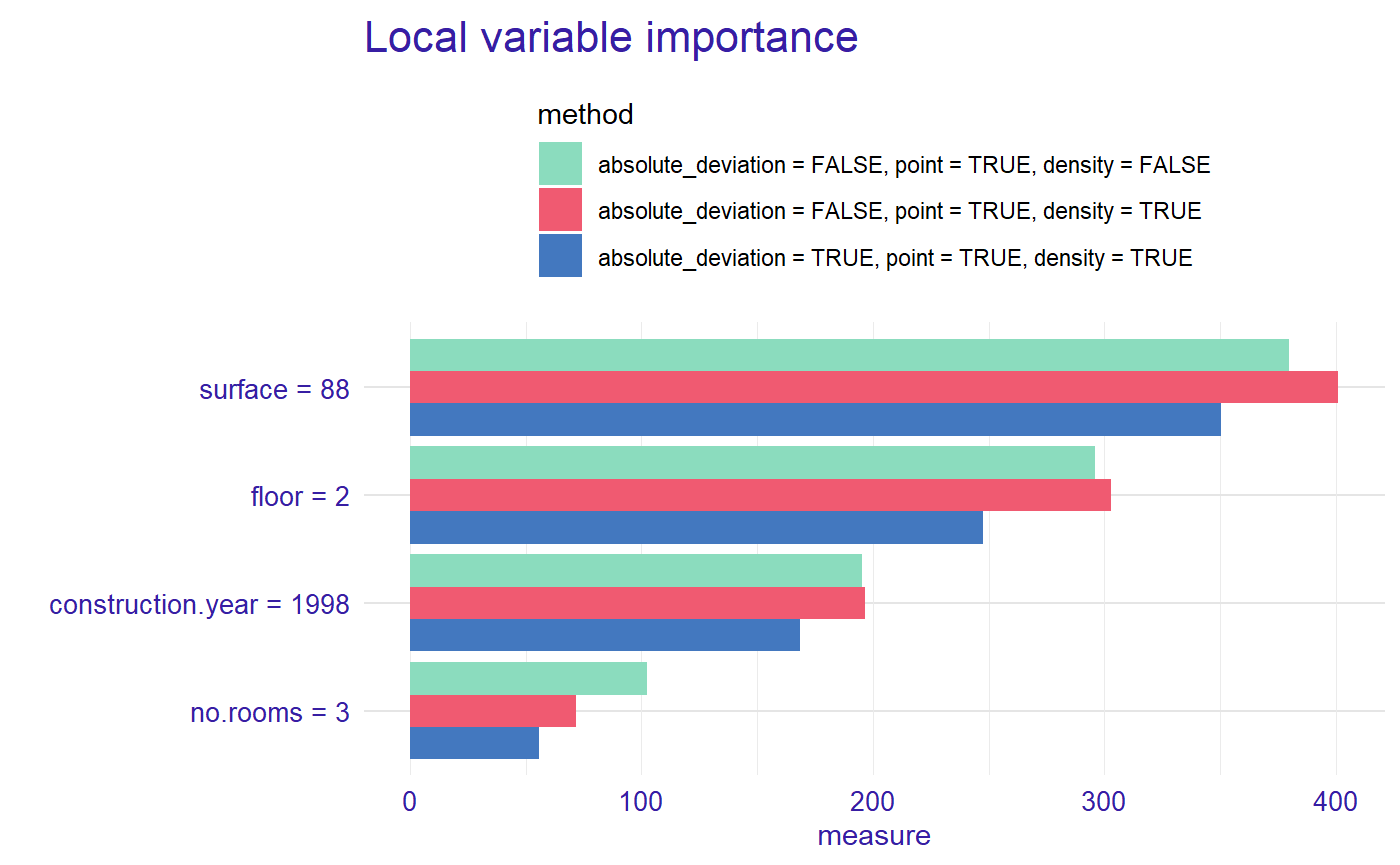 Local variable importance
method
absolute_deviation = FALSE, point = TRUE, density = FALSE
absolute_deviation = FALSE, point = TRUE, density = TRUE
absolute_deviation = TRUE, point = TRUE, density = TRUE
surface = 88
floor = 2
construction.year = 1998
no.rooms = 3
0 100 200 300 400
measure